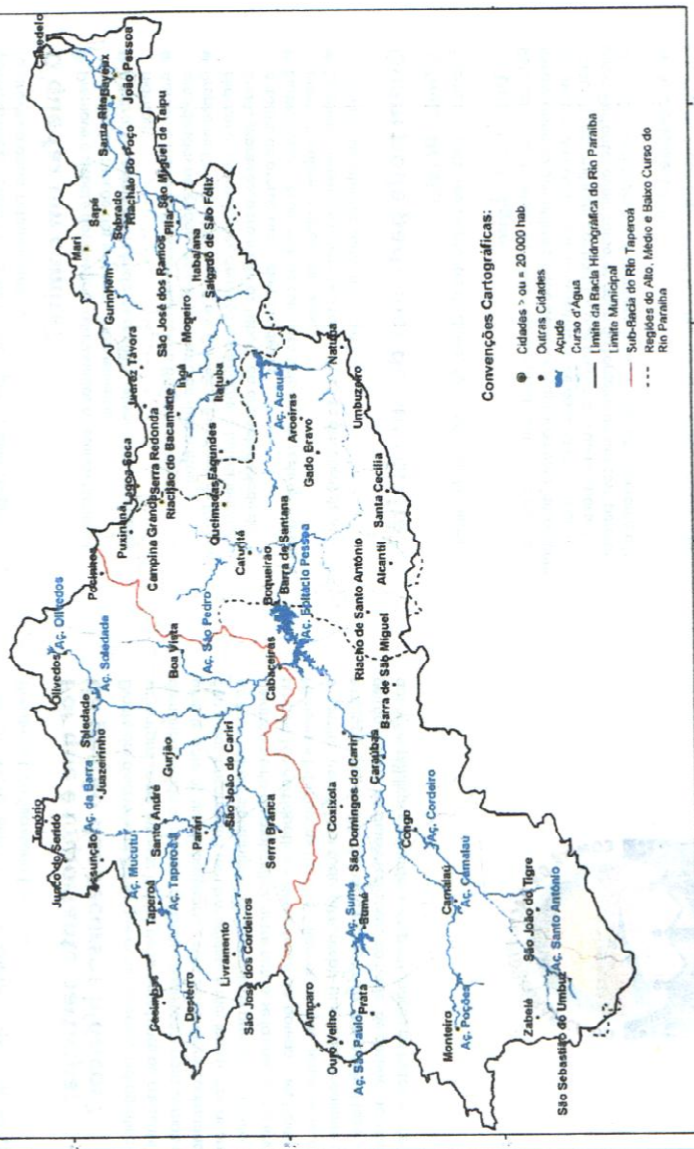 Cabedelo
Santa Rita
Bayeux
João Pessoa
Sapé
Mari
Sobrado
Riachão do Poço
São Miguel de Taipu
Pilar
Gurinhem
São José dos Ramos
Itabaiana
Salgado de São Félix
Juarez Távora
Mogeiro
Ingá
Itatuba
Lagoa Seca
Puxinanã
Campina Grande
Serra Redonda
Riachão do Bacamarte
Queimadas
Fagundes
Aç. Acauã
Natuba
Aroeiras
Gado Bravo
Umbuzeiro
Pocinhos
Caturité
Boqueirão
Barra de Santana
Santa Cecilia
Alcantil
Riacho de Santo Antônio
Aç. Epitácio Pessoa
Barra de São Miguel
Aç. Olivedos
Olivedos
Aç. Soledade
Soledade
Juazeirinho
Boa Vista
Aç. São Pedro
Cabaceiras
Gurjão
São João do Cariri
Tenório
Junco do Seridó
Assunção
Aç. da Barra
Aç. Mucutu
Santo André
Taperoá
Aç. Taperoá II
Parari
Serra Branca
Coxixola
São Domingos do Cariri
Caraúbas
Cacimbas
Desterro
Livramento
São José dos Cordeiros
Amparo
Ouro Velho
Aç. São Paulo
Prata
Aç. Sumé
Sumé
Congo
Aç. Cordeiro
Camalaú
Aç. Camalaú
Monteiro
Aç. Poções
São João do Tigre
Aç. Santo Antônio
Zabelê
São Sebastião do Umbuz
Convenções Cartográficas:
Cidades > ou = 20 000 hab
Outras Cidades
Açude
Curso d'Água
Limite da Bacia Hidrográfica do Rio Paraíba
Limite Municipal
Sub-Bacia do Rio Taperoá
Regiões do Alto, Médio e Baixo Curso do
Rio Paraíba